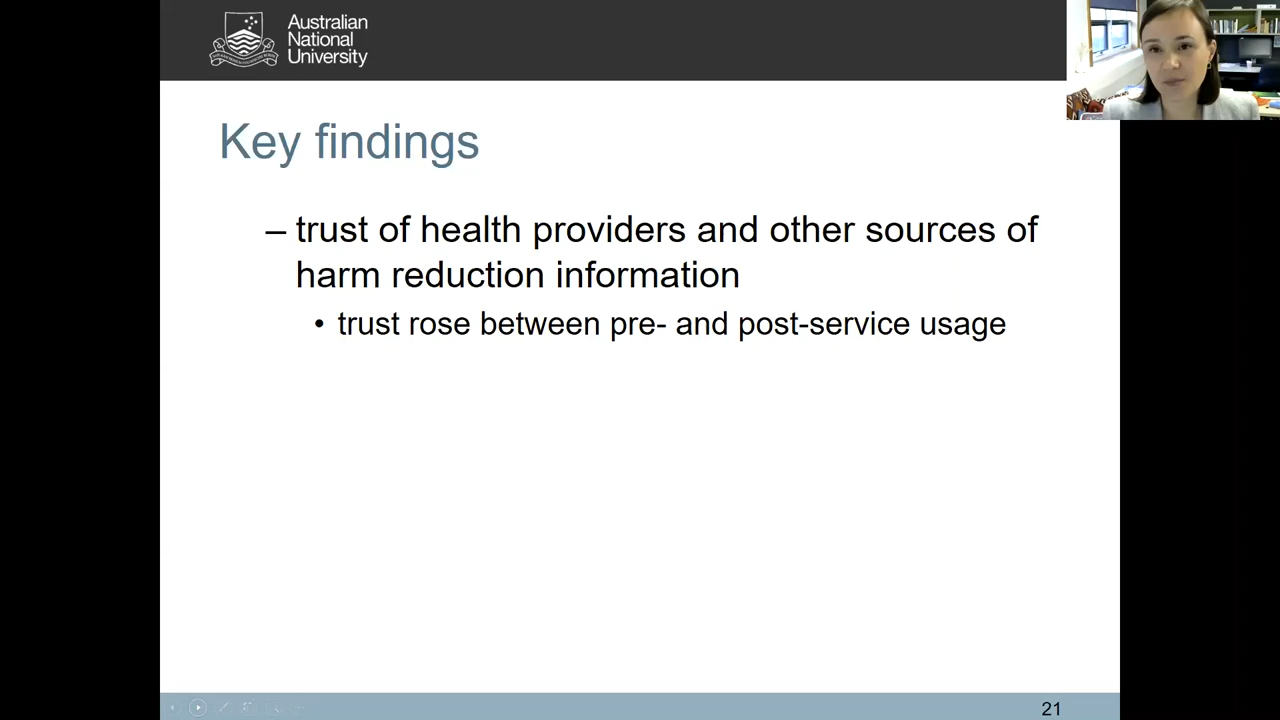 Australian
National
University
Key findings
– trust of health providers and other sources of
harm reduction information
• trust rose between pre- and post-service usage
21